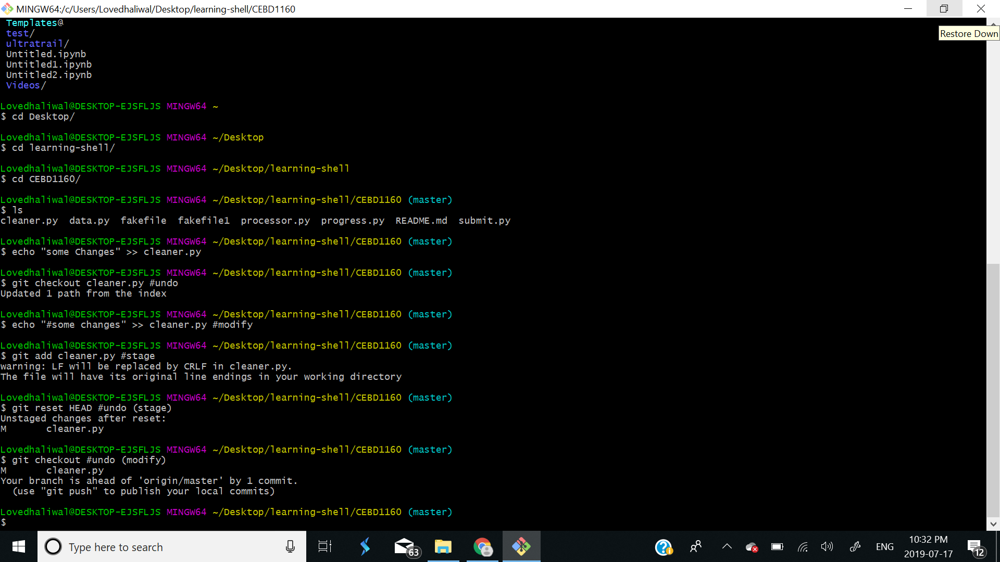 MINGW64:/c/Users/Lovedhaliwal/Desktop/learning-shell/CEBD1160
Restore Down
Templates@
test/
ultratrail/
Untitled.ipynb
Untitled1.ipynb
Untitled2.ipynb
Videos/
Lovedhaliwal@DESKTOP-EJSFLJS MINGW64 ~
$ cd Desktop/
Lovedhaliwal@DESKTOP-EJSFLJS MINGW64 ~/Desktop
$ cd learning-shell/
Lovedhaliwal@DESKTOP-EJSFLJS MINGW64 ~/Desktop/learning-shell
$ cd CEBD1160/
Lovedhaliwal@DESKTOP-EJSFLJS MINGW64 ~/Desktop/learning-shell/CEBD1160 (master)
$ ls
cleaner.py  data.py  fakefile  fakefile1  processor.py  progress.py  README.md  submit.py
Lovedhaliwal@DESKTOP-EJSFLJS MINGW64 ~/Desktop/learning-shell/CEBD1160 (master)
$ echo "some Changes" >> cleaner.py
Lovedhaliwal@DESKTOP-EJSFLJS MINGW64 ~/Desktop/learning-shell/CEBD1160 (master)
$ git checkout cleaner.py #undo
Updated 1 path from the index
Lovedhaliwal@DESKTOP-EJSFLJS MINGW64 ~/Desktop/learning-shell/CEBD1160 (master)
$ echo "#some changes" >> cleaner.py #modify
Lovedhaliwal@DESKTOP-EJSFLJS MINGW64 ~/Desktop/learning-shell/CEBD1160 (master)
$ git add cleaner.py #stage
warning: LF will be replaced by CRLF in cleaner.py.
The file will have its original line endings in your working directory
Lovedhaliwal@DESKTOP-EJSFLJS MINGW64 ~/Desktop/learning-shell/CEBD1160 (master)
$ git reset HEAD #undo (stage)
Unstaged changes after reset:
M       cleaner.py
Lovedhaliwal@DESKTOP-EJSFLJS MINGW64 ~/Desktop/learning-shell/CEBD1160 (master)
$ git checkout #undo (modify)
M       cleaner.py
Your branch is ahead of 'origin/master' by 1 commit.
  (use "git push" to publish your local commits)
Lovedhaliwal@DESKTOP-EJSFLJS MINGW64 ~/Desktop/learning-shell/CEBD1160 (master)
$
Type here to search
63
ENG
10:32 PM
2019-07-17
12